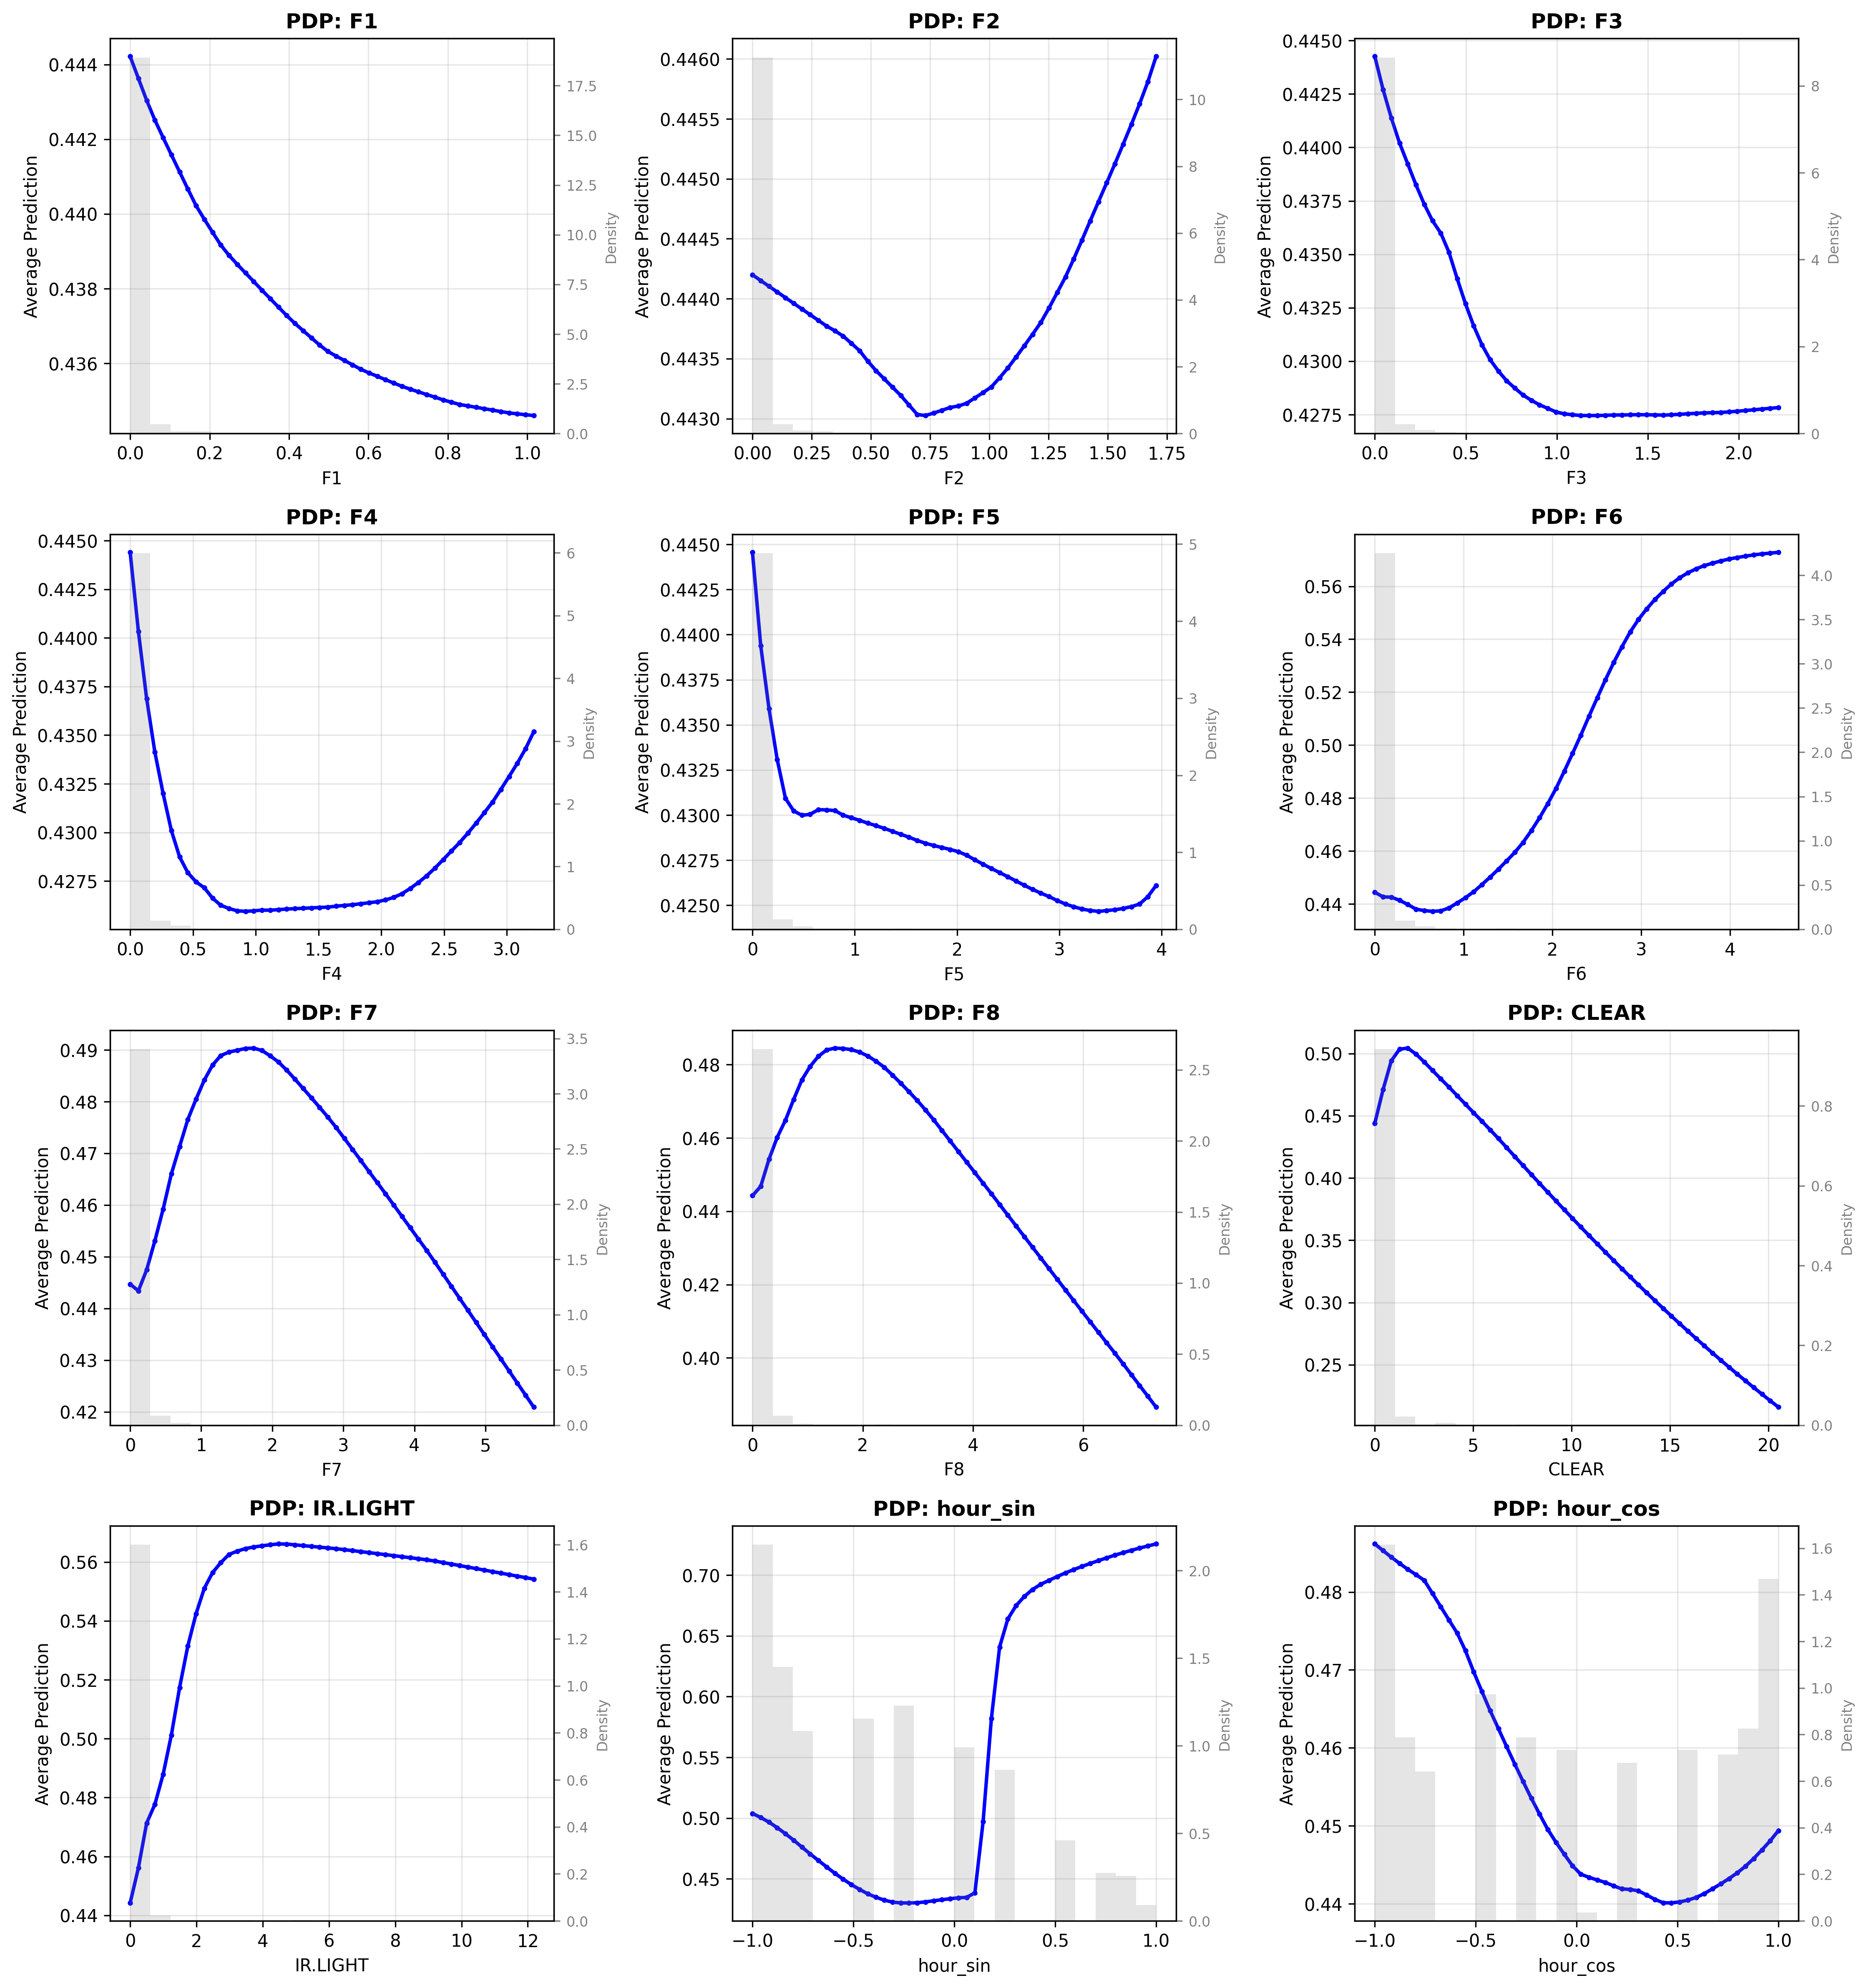 PDP: F1
0.444
0.442
0.440
0.438
0.436
Average Prediction
0.0 0.2 0.4 0.6 0.8 1.0
F1
17.5
15.0
12.5
10.0
7.5
5.0
2.5
0.0
Density
PDP: F2
0.4460
0.4455
0.4450
0.4445
0.4440
0.4435
0.4430
Average Prediction
0.00 0.25 0.50 0.75 1.00 1.25 1.50 1.75
F2
10
8
6
4
2
0
Density
PDP: F3
0.4450
0.4425
0.4400
0.4375
0.4350
0.4325
0.4300
0.4275
Average Prediction
0.0 0.5 1.0 1.5 2.0
F3
8
6
4
2
0
Density
PDP: F4
0.4450
0.4425
0.4400
0.4375
0.4350
0.4325
0.4300
0.4275
Average Prediction
0.0 0.5 1.0 1.5 2.0 2.5 3.0
F4
6
5
4
3
2
1
0
Density
PDP: F5
0.4450
0.4425
0.4400
0.4375
0.4350
0.4325
0.4300
0.4275
0.4250
Average Prediction
0 1 2 3 4
F5
5
4
3
2
1
0
Density
PDP: F6
0.56
0.54
0.52
0.50
0.48
0.46
0.44
Average Prediction
0 1 2 3 4
F6
4.0
3.5
3.0
2.5
2.0
1.5
1.0
0.5
0.0
Density
PDP: F7
0.49
0.48
0.47
0.46
0.45
0.44
0.43
0.42
Average Prediction
0 1 2 3 4 5
F7
3.5
3.0
2.5
2.0
1.5
1.0
0.5
0.0
Density
PDP: F8
0.48
0.46
0.44
0.42
0.40
Average Prediction
0 2 4 6
F8
2.5
2.0
1.5
1.0
0.5
0.0
Density
PDP: CLEAR
0.50
0.45
0.40
0.35
0.30
0.25
Average Prediction
0 5 10 15 20
CLEAR
0.8
0.6
0.4
0.2
0.0
Density
PDP: IR.LIGHT
0.56
0.54
0.52
0.50
0.48
0.46
0.44
Average Prediction
0 2 4 6 8 10 12
IR.LIGHT
1.6
1.4
1.2
1.0
0.8
0.6
0.4
0.2
0.0
Density
PDP: hour_sin
0.70
0.65
0.60
0.55
0.50
0.45
Average Prediction
−1.0 −0.5 0.0 0.5 1.0
hour_sin
2.0
1.5
1.0
0.5
0.0
Density
PDP: hour_cos
0.48
0.47
0.46
0.45
0.44
Average Prediction
−1.0 −0.5 0.0 0.5 1.0
hour_cos
1.6
1.4
1.2
1.0
0.8
0.6
0.4
0.2
0.0
Density